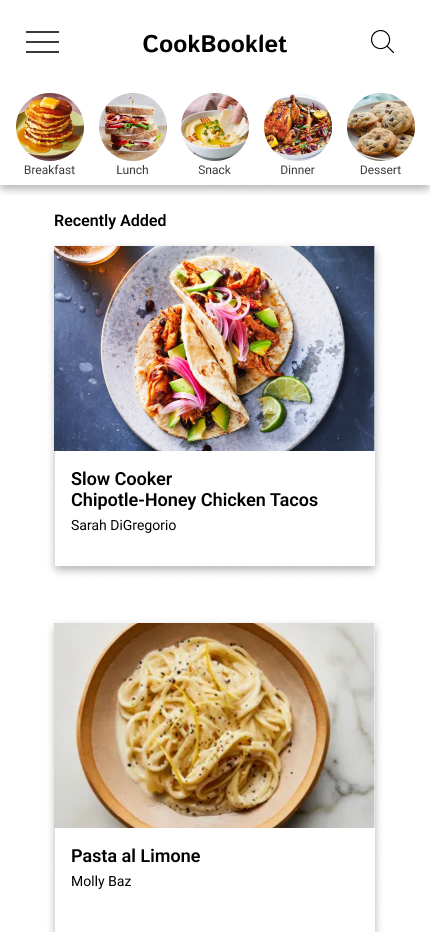 CookBooklet
Breakfast
Lunch
Snack
Dinner
Dessert
Recently Added
Slow Cooker
Chipotle-Honey Chicken Tacos
Sarah DiGregorio
Pasta al Limone
Molly Baz